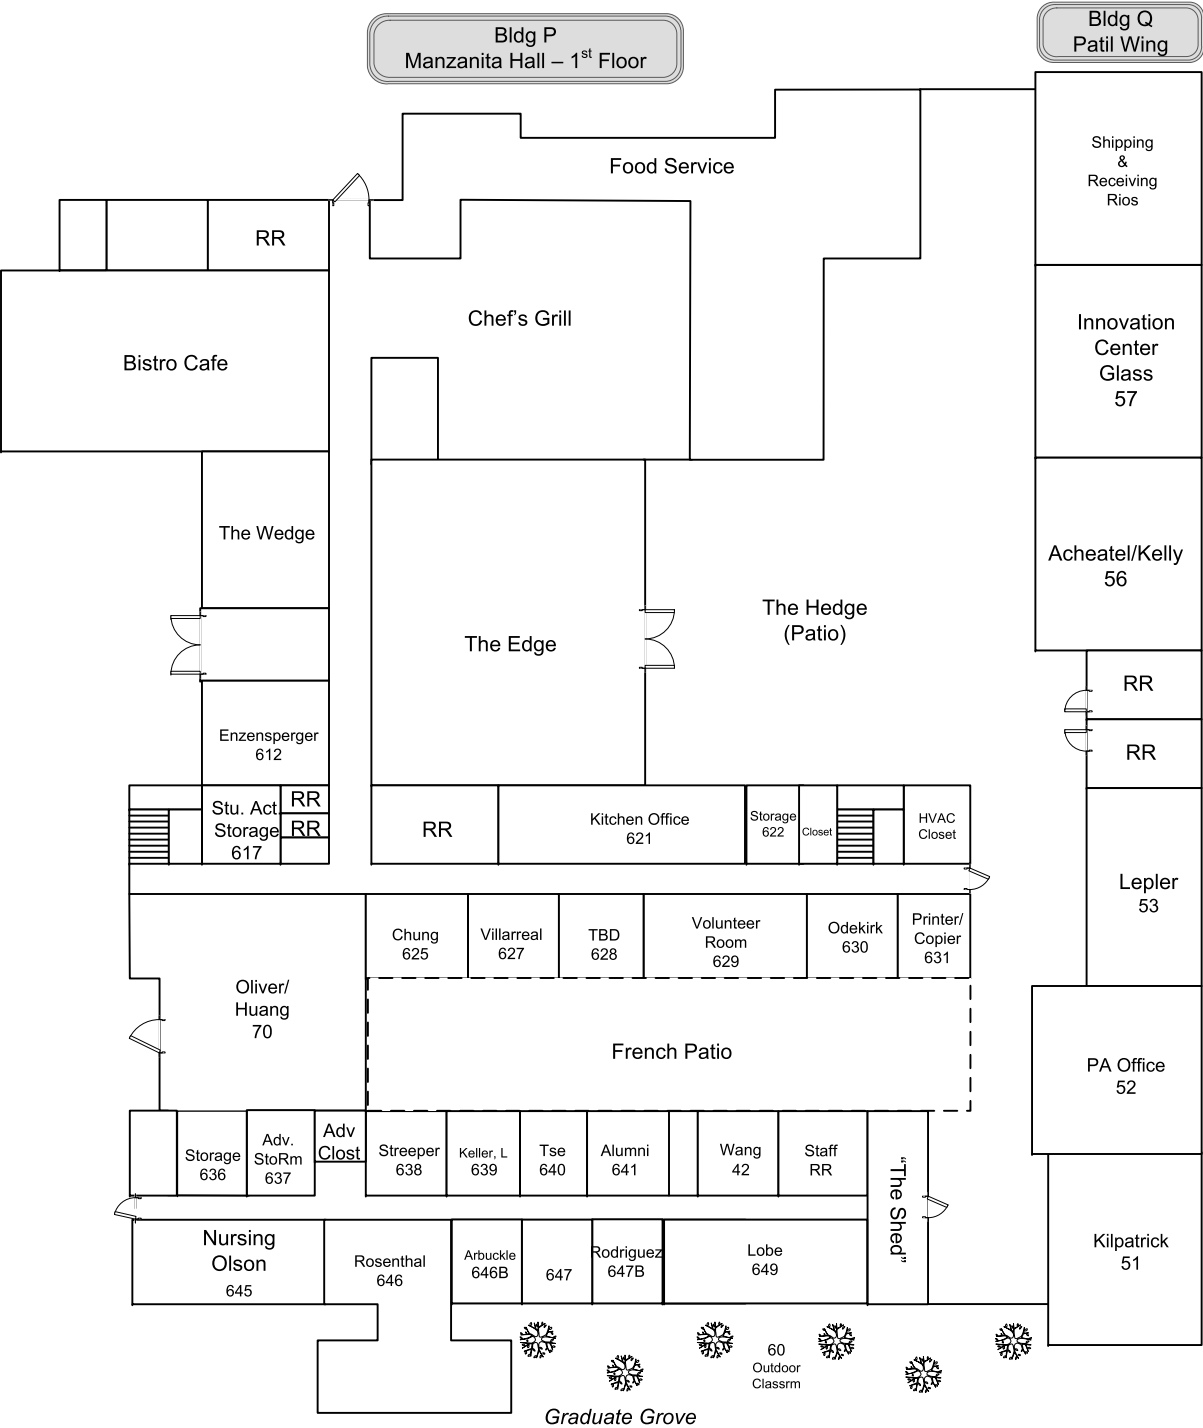 Bldg P
Manzanita Hall – 1st Floor
Bldg Q
Patil Wing
Food Service
Shipping
&
Receiving
Rios
RR
Chef’s Grill
Bistro Cafe
Innovation
Center
Glass
57
The Wedge
The Edge
The Hedge
(Patio)
Acheatel/Kelly
56
RR
RR
Enzensperger
612
Stu. Act.
Storage
617
RR
RR
RR
Kitchen Office
621
Storage
622
Closet
HVAC
Closet
Lepler
53
Chung
625
Villarreal
627
TBD
628
Volunteer
Room
629
Odekirk
630
Printer/
Copier
631
Oliver/
Huang
70
French Patio
PA Office
52
Storage
636
Adv.
StoRm
637
Adv
Clost
Streeper
638
Keller, L
639
Tse
640
Alumni
641
Wang
42
Staff
RR
“The Shed”
Nursing
Olson
645
Rosenthal
646
Arbuckle
646B
647
Rodriguez
647B
Lobe
649
Kilpatrick
51
60
Outdoor
Classrm
Graduate Grove